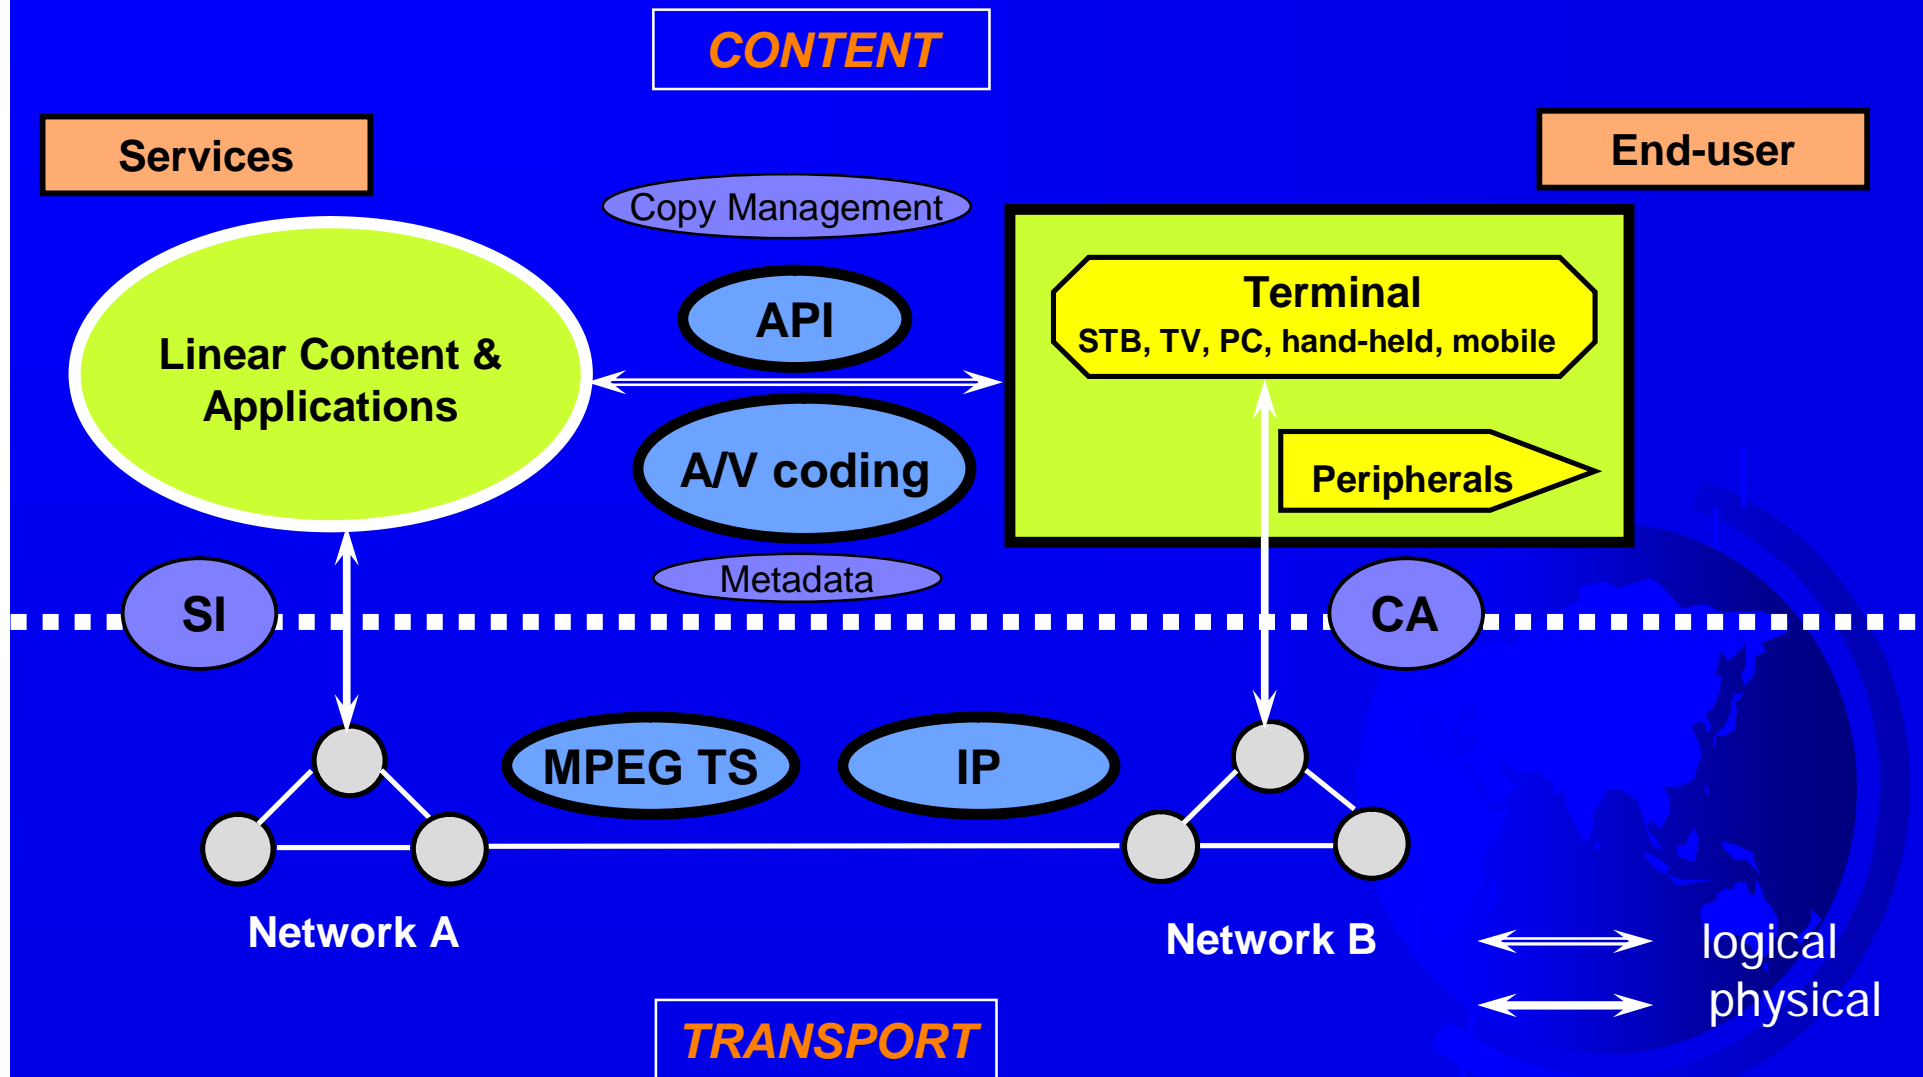 CONTENT
Services
End-user
Copy Management
API
Terminal
STB, TV, PC, hand-held, mobile
Linear Content &
Applications
A/V coding
Peripherals
Metadata
SI
CA
MPEG TS
IP
Network A
Network B
logical
physical
TRANSPORT